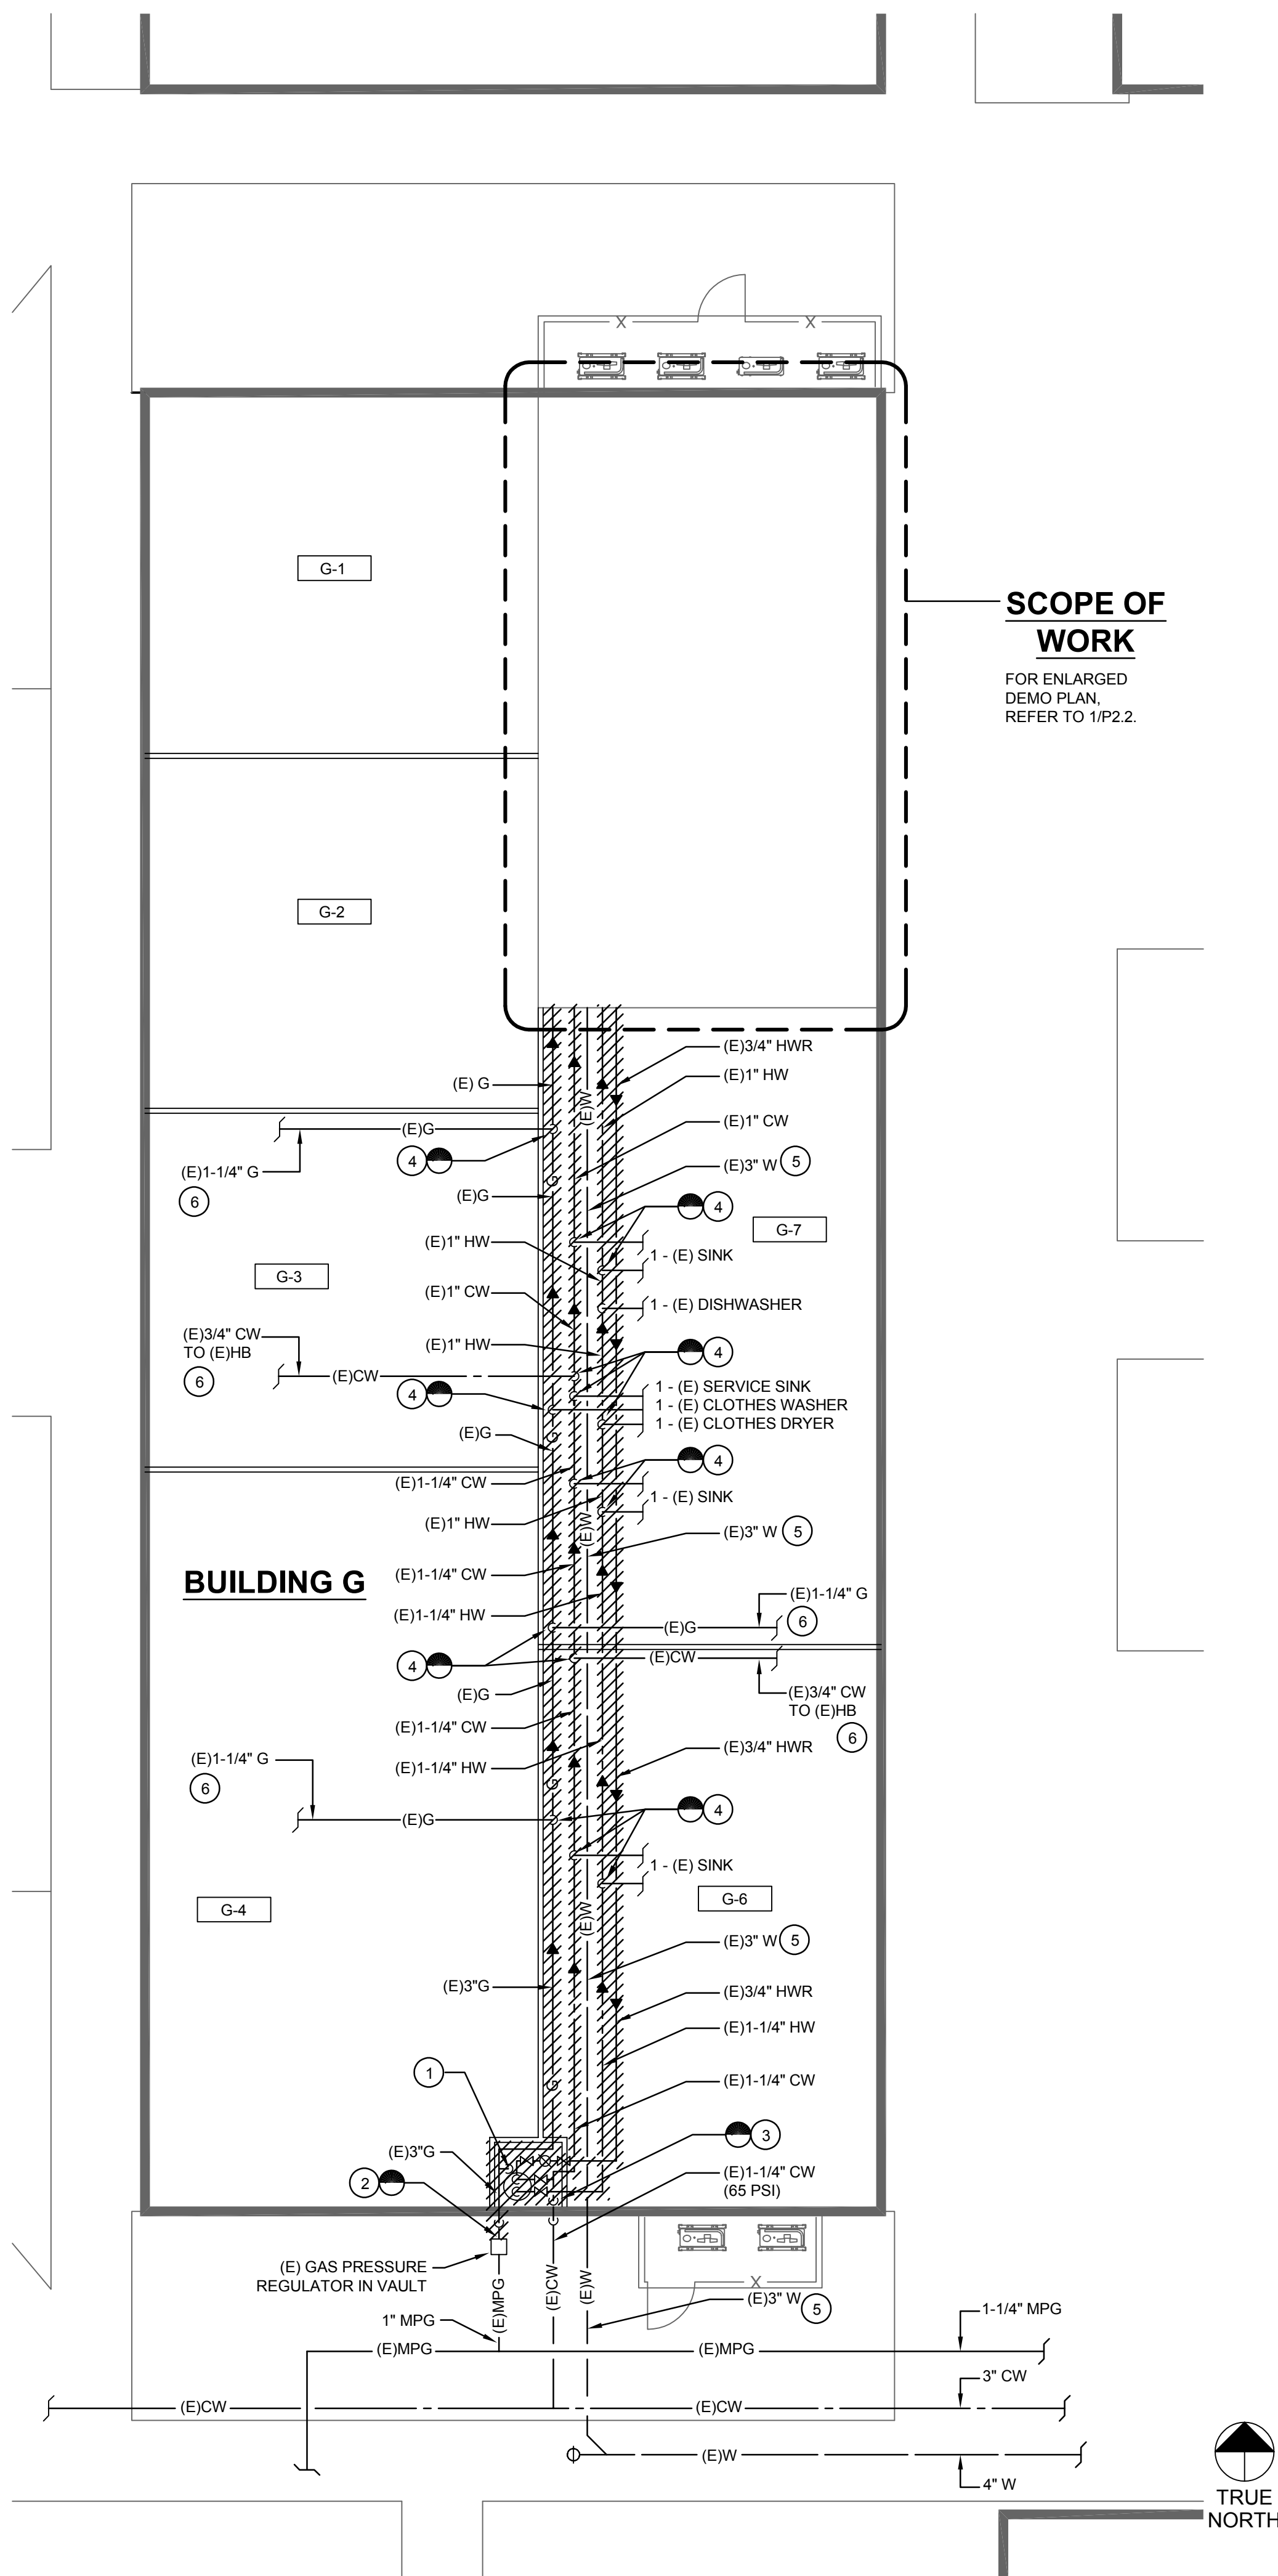 X
X
G-1
SCOPE OF
WORK
FOR ENLARGED
DEMO PLAN,
REFER TO 1/P2.2.
G-2
(E)3/4" HWR
(E)1" HW
(E) G
(E)W
(E)1" CW
(E)G
4
(E)1-1/4" G
6
(E)3" W
5
G
(E)G
4
G-7
(E)1" HW
1 - (E) SINK
G-3
(E)1" CW
1 - (E) DISHWASHER
(E)3/4" CW
TO (E)HB
6
(E)1" HW
4
(E)CW
4
1 - (E) SERVICE SINK
1 - (E) CLOTHES WASHER
1 - (E) CLOTHES DRYER
(E)G
G
4
(E)1-1/4" CW
1 - (E) SINK
(E)1" HW
(E)W
(E)3" W
5
BUILDING G
(E)1-1/4" CW
(E)1-1/4" G
6
(E)1-1/4" HW
(E)G
4
(E)CW
(E)G
(E)3/4" CW
TO (E)HB
6
(E)1-1/4" CW
(E)3/4" HWR
(E)1-1/4" G
6
(E)1-1/4" HW
G
(E)G
4
1 - (E) SINK
G-4
G-6
(E)W
(E)3" W
5
(E)3"G
(E)3/4" HWR
(E)1-1/4" HW
1
(E)1-1/4" CW
G
3
(E)3"G
2
(E)1-1/4" CW
(65 PSI)
(E) GAS PRESSURE
REGULATOR IN VAULT
(E)MPG
(E)CW
(E)W
X
(E)3" W
5
1" MPG
1-1/4" MPG
(E)MPG
(E)MPG
3" CW
(E)CW
(E)CW
(E)W
4" W
TRUE
NORTH